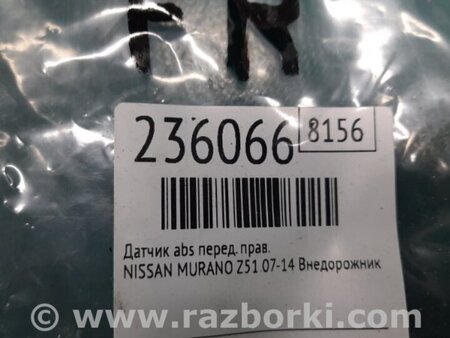 FR
236066 8156
Датчик abs перед. прав.
NISSAN MURANO Z51 07-14 Внедорожник
© www.razborki.com